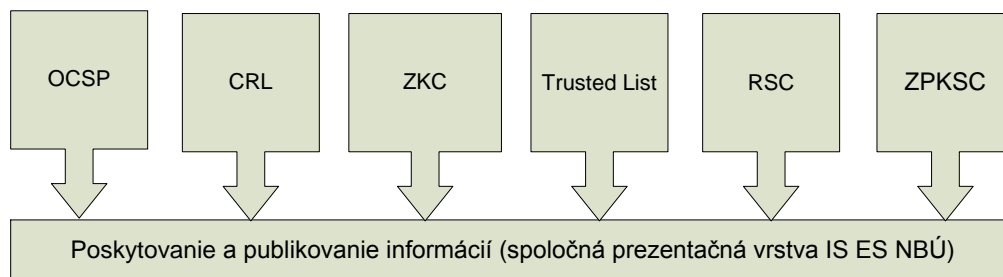 OCSP
CRL
ZKC
Trusted List
RSC
ZPKSC
Poskytovanie a publikovanie informácií (spoločná prezentačná vrstva IS ES NBÚ)